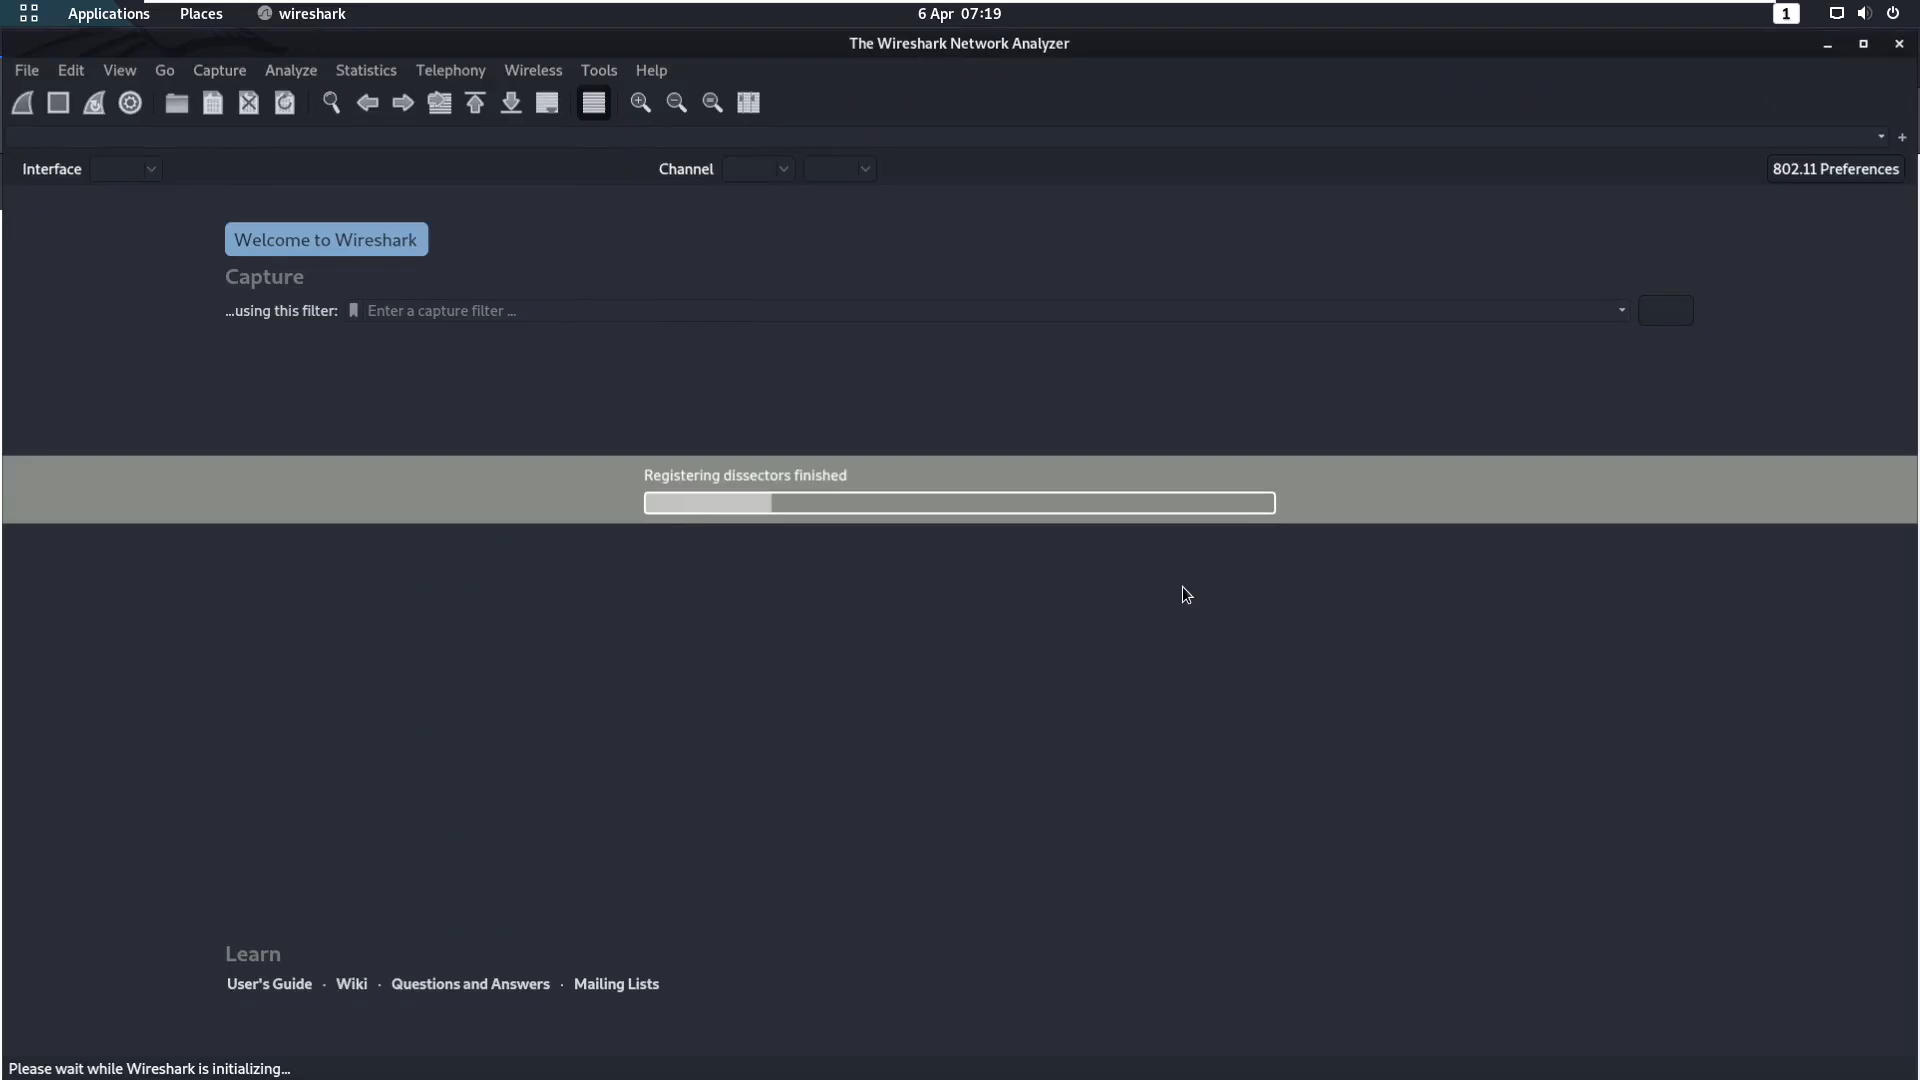 Applications Places wireshark 6 Apr 07:19 1
The Wireshark Network Analyzer
File Edit View Go Capture Analyze Statistics Telephony Wireless Tools Help
Interface Channel 802.11 Preferences
Welcome to Wireshark
Capture
...using this filter: Enter a capture filter ...
Registering dissectors finished
Learn
User's Guide · Wiki · Questions and Answers · Mailing Lists
Please wait while Wireshark is initializing...